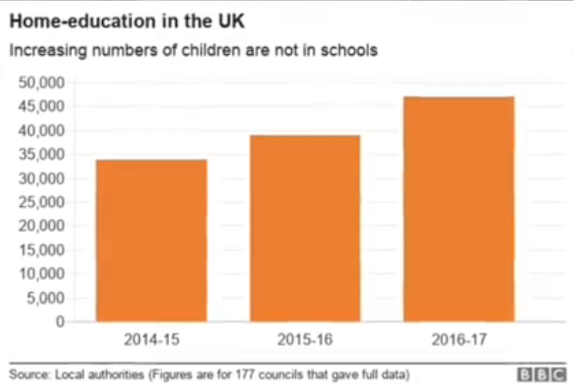 Home-education in the UK
Increasing numbers of children are not in schools
50,000
45,000
40,000
35,000
30,000
25,000
20,000
15,000
10,000
5,000
0
2014-15 2015-16 2016-17
Source: Local authorities (Figures are for 177 councils that gave full data) BBC